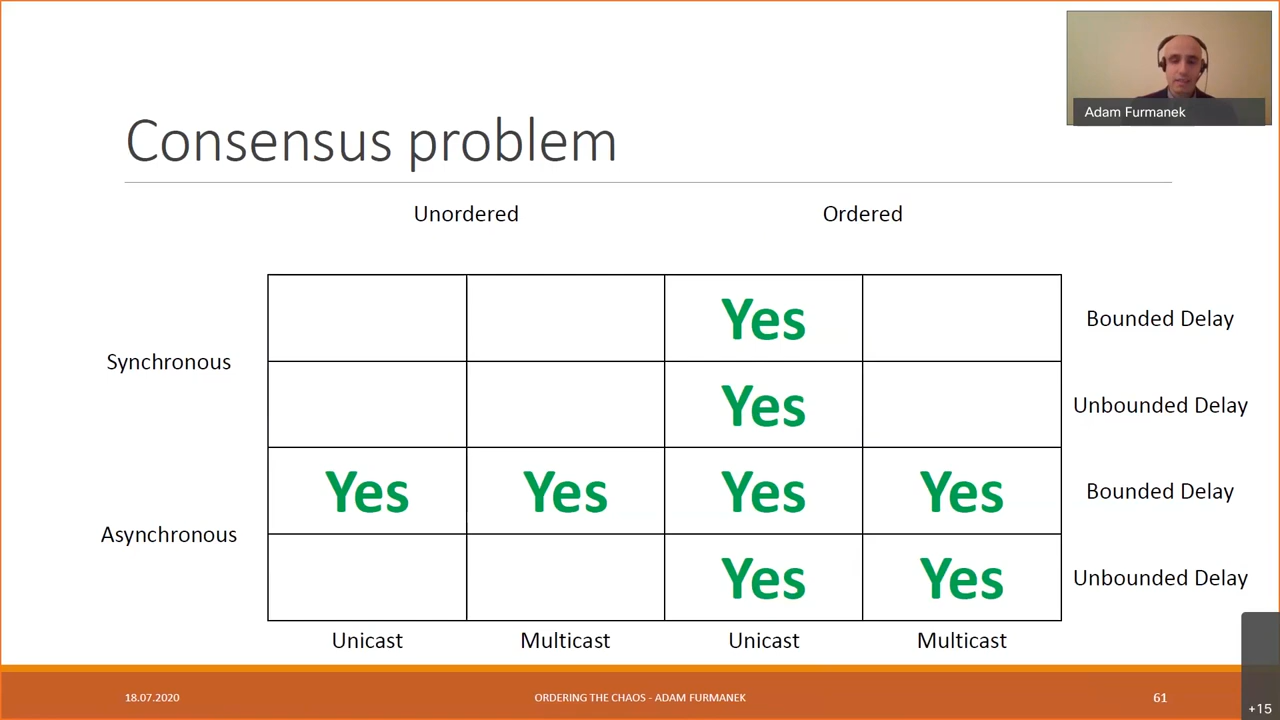 Adam Furmanek
Consensus problem
Unordered Ordered
Yes Bounded Delay
Synchronous
Yes Unbounded Delay
Yes Yes Yes Yes Bounded Delay
Asynchronous
Yes Yes Unbounded Delay
Unicast Multicast Unicast Multicast
18.07.2020 ORDERING THE CHAOS - ADAM FURMANEK 61
+15